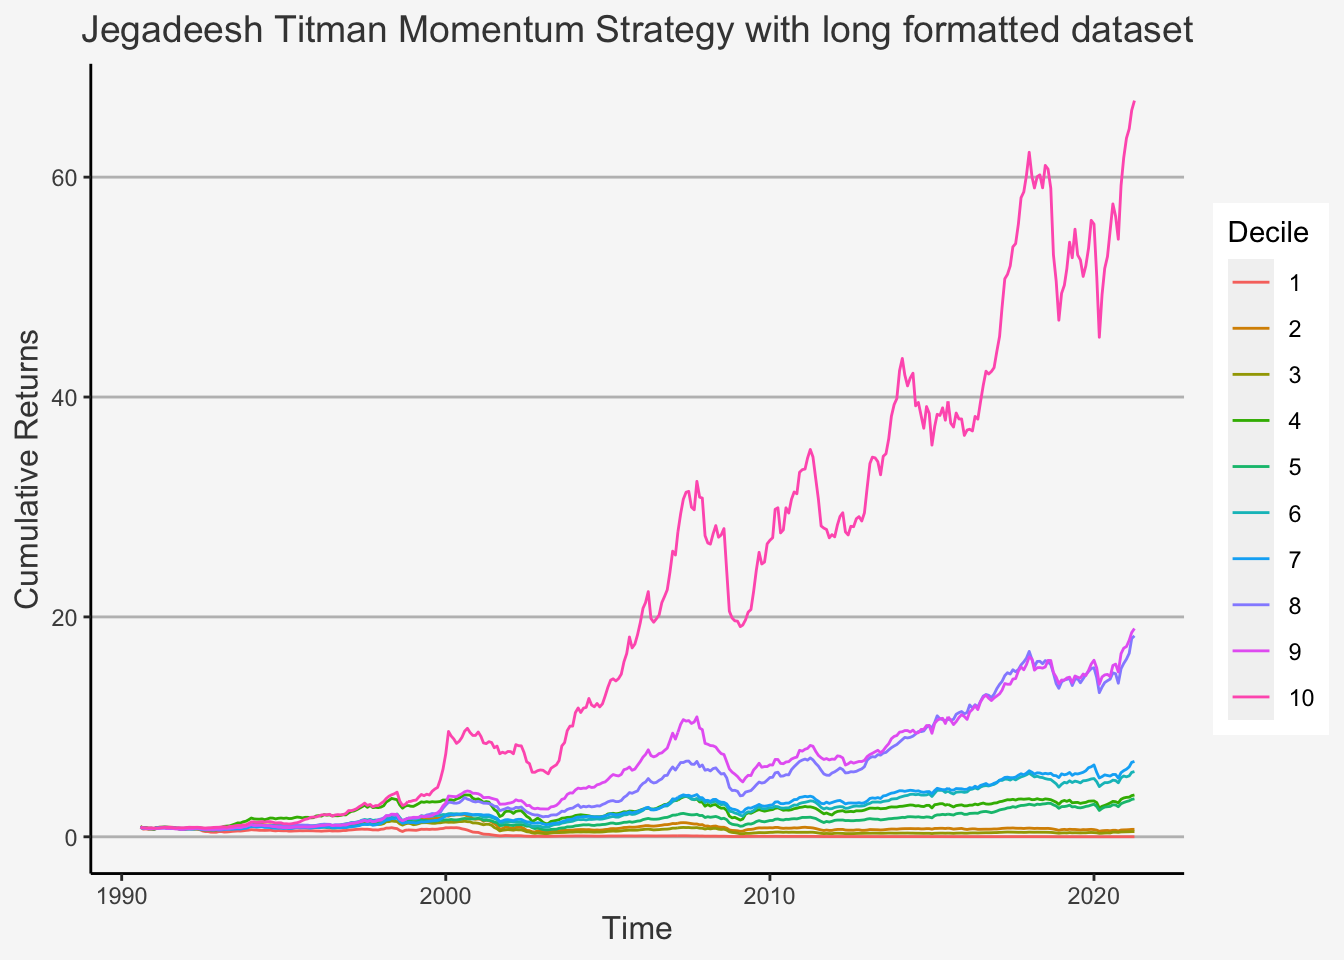 Jegadeesh Titman Momentum Strategy with long formatted dataset
Cumulative Returns
60
40
20
0
1990 2000 2010 2020
Time
Decile
1
2
3
4
5
6
7
8
9
10